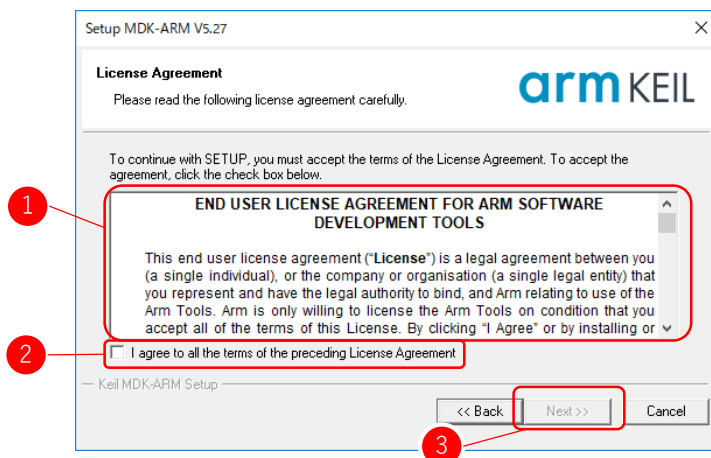 Setup MDK-ARM V5.27
License Agreement
Please read the following license agreement carefully.
arm KEIL
To continue with SETUP, you must accept the terms of the License Agreement. To accept the
agreement, click the check box below.
1
END USER LICENSE AGREEMENT FOR ARM SOFTWARE
DEVELOPMENT TOOLS
This end user license agreement (“License”) is a legal agreement between you
(a single individual), or the company or organisation (a single legal entity) that
you represent and have the legal authority to bind, and Arm relating to use of the
Arm Tools. Arm is only willing to license the Arm Tools on condition that you
accept all of the terms of this License. By clicking “I Agree” or by installing or
2
I agree to all the terms of the preceding License Agreement
Keil MDK-ARM Setup
<< Back
Next >>
Cancel
3